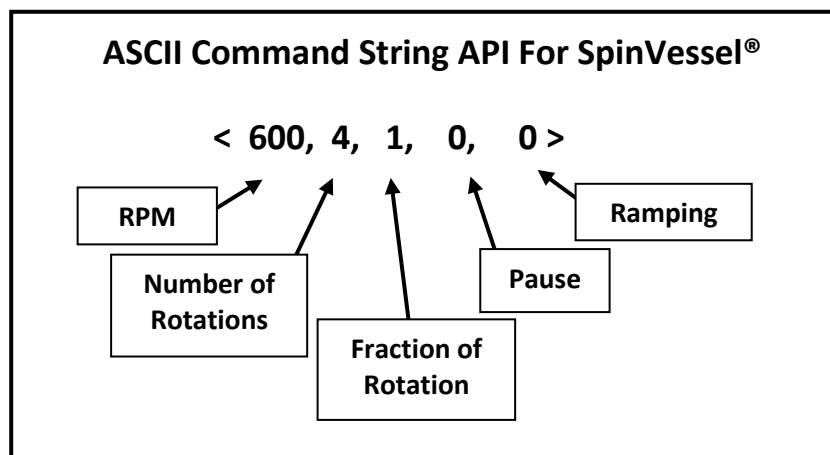 ASCII Command String API For SpinVessel®
< 600, 4, 1, 0, 0 >
RPM
Number of
Rotations
Fraction of
Rotation
Pause
Ramping